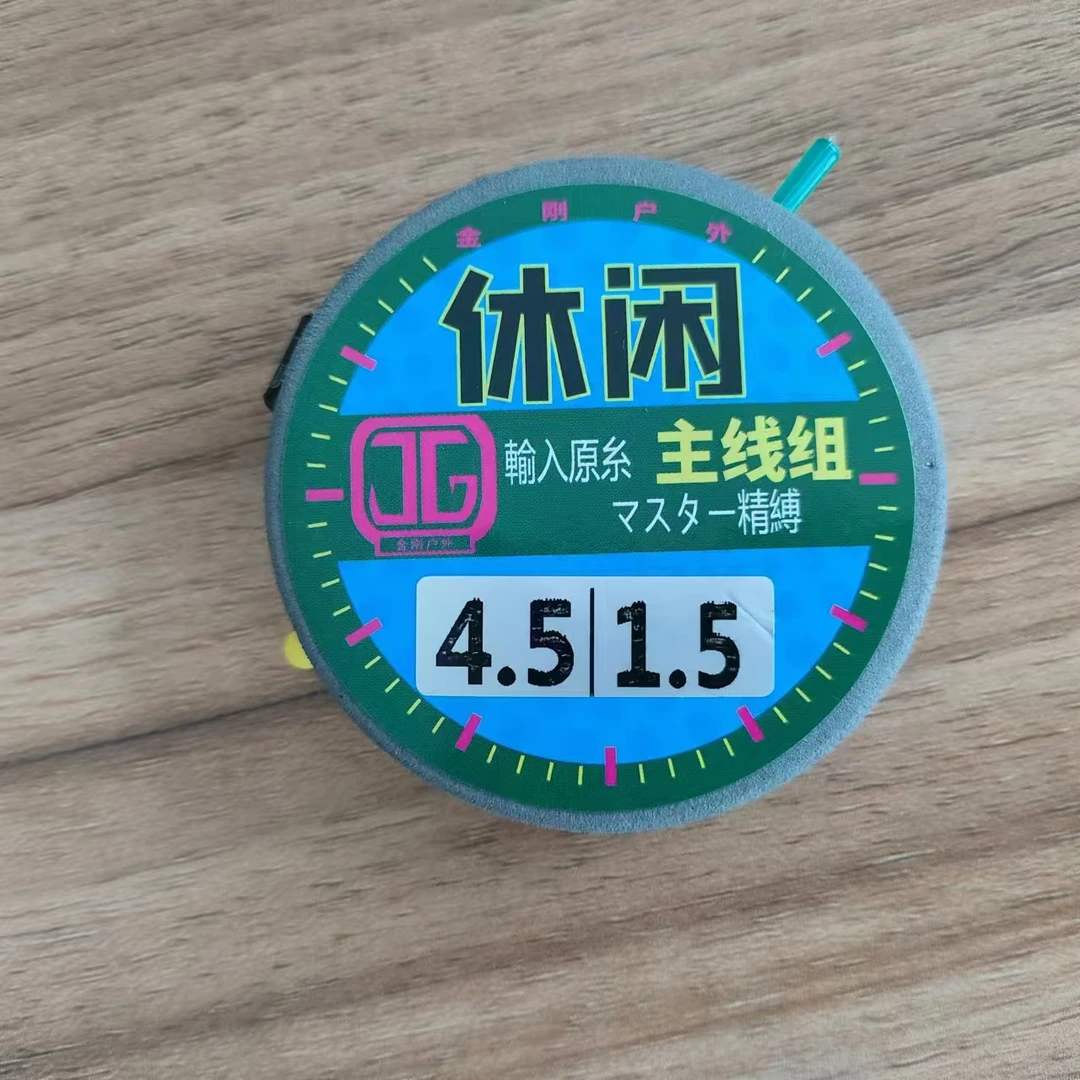 金刚户外
休闲
JG
輸入原糸 主线组
マスター精縛
金刚户外
4.5|1.5